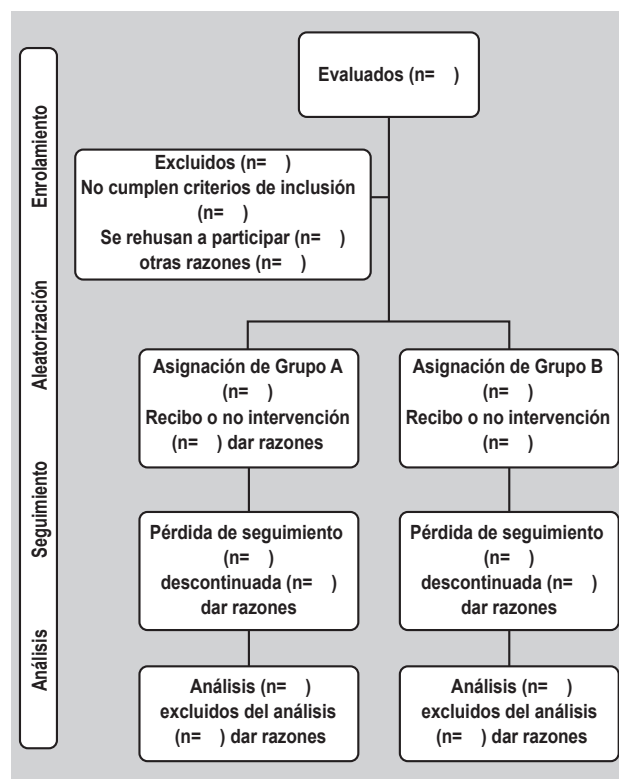 Enrolamiento
Evaluados (n= )
Excluidos (n= )
No cumplen criterios de inclusión
(n= )
Se rehusan a participar (n= )
otras razones (n= )
Aleatorización
Asignación de Grupo A
(n= )
Recibo o no intervención
(n= ) dar razones
Asignación de Grupo B
(n= )
Recibo o no intervención
(n= )
Seguimiento
Pérdida de seguimiento
(n= )
descontinuada (n= )
dar razones
Pérdida de seguimiento
(n= )
descontinuada (n= )
dar razones
Análisis
Análisis (n= )
excluidos del análisis
(n= ) dar razones
Análisis (n= )
excluidos del análisis
(n= ) dar razones